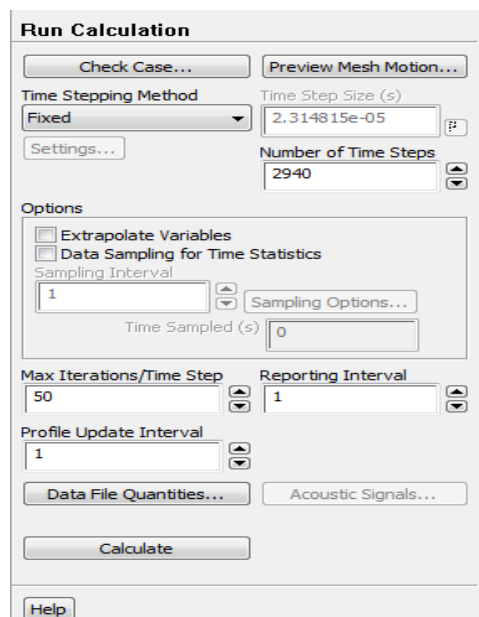 Run Calculation
Check Case... Preview Mesh Motion...
Time Stepping Method Time Step Size (s)
Fixed 2.314815e-05
Settings... Number of Time Steps
2940
Options
Extrapolate Variables
Data Sampling for Time Statistics
Sampling Interval
1 Sampling Options...
Time Sampled (s) 0
Max Iterations/Time Step Reporting Interval
50 1
Profile Update Interval
1
Data File Quantities... Acoustic Signals...
Calculate
Help